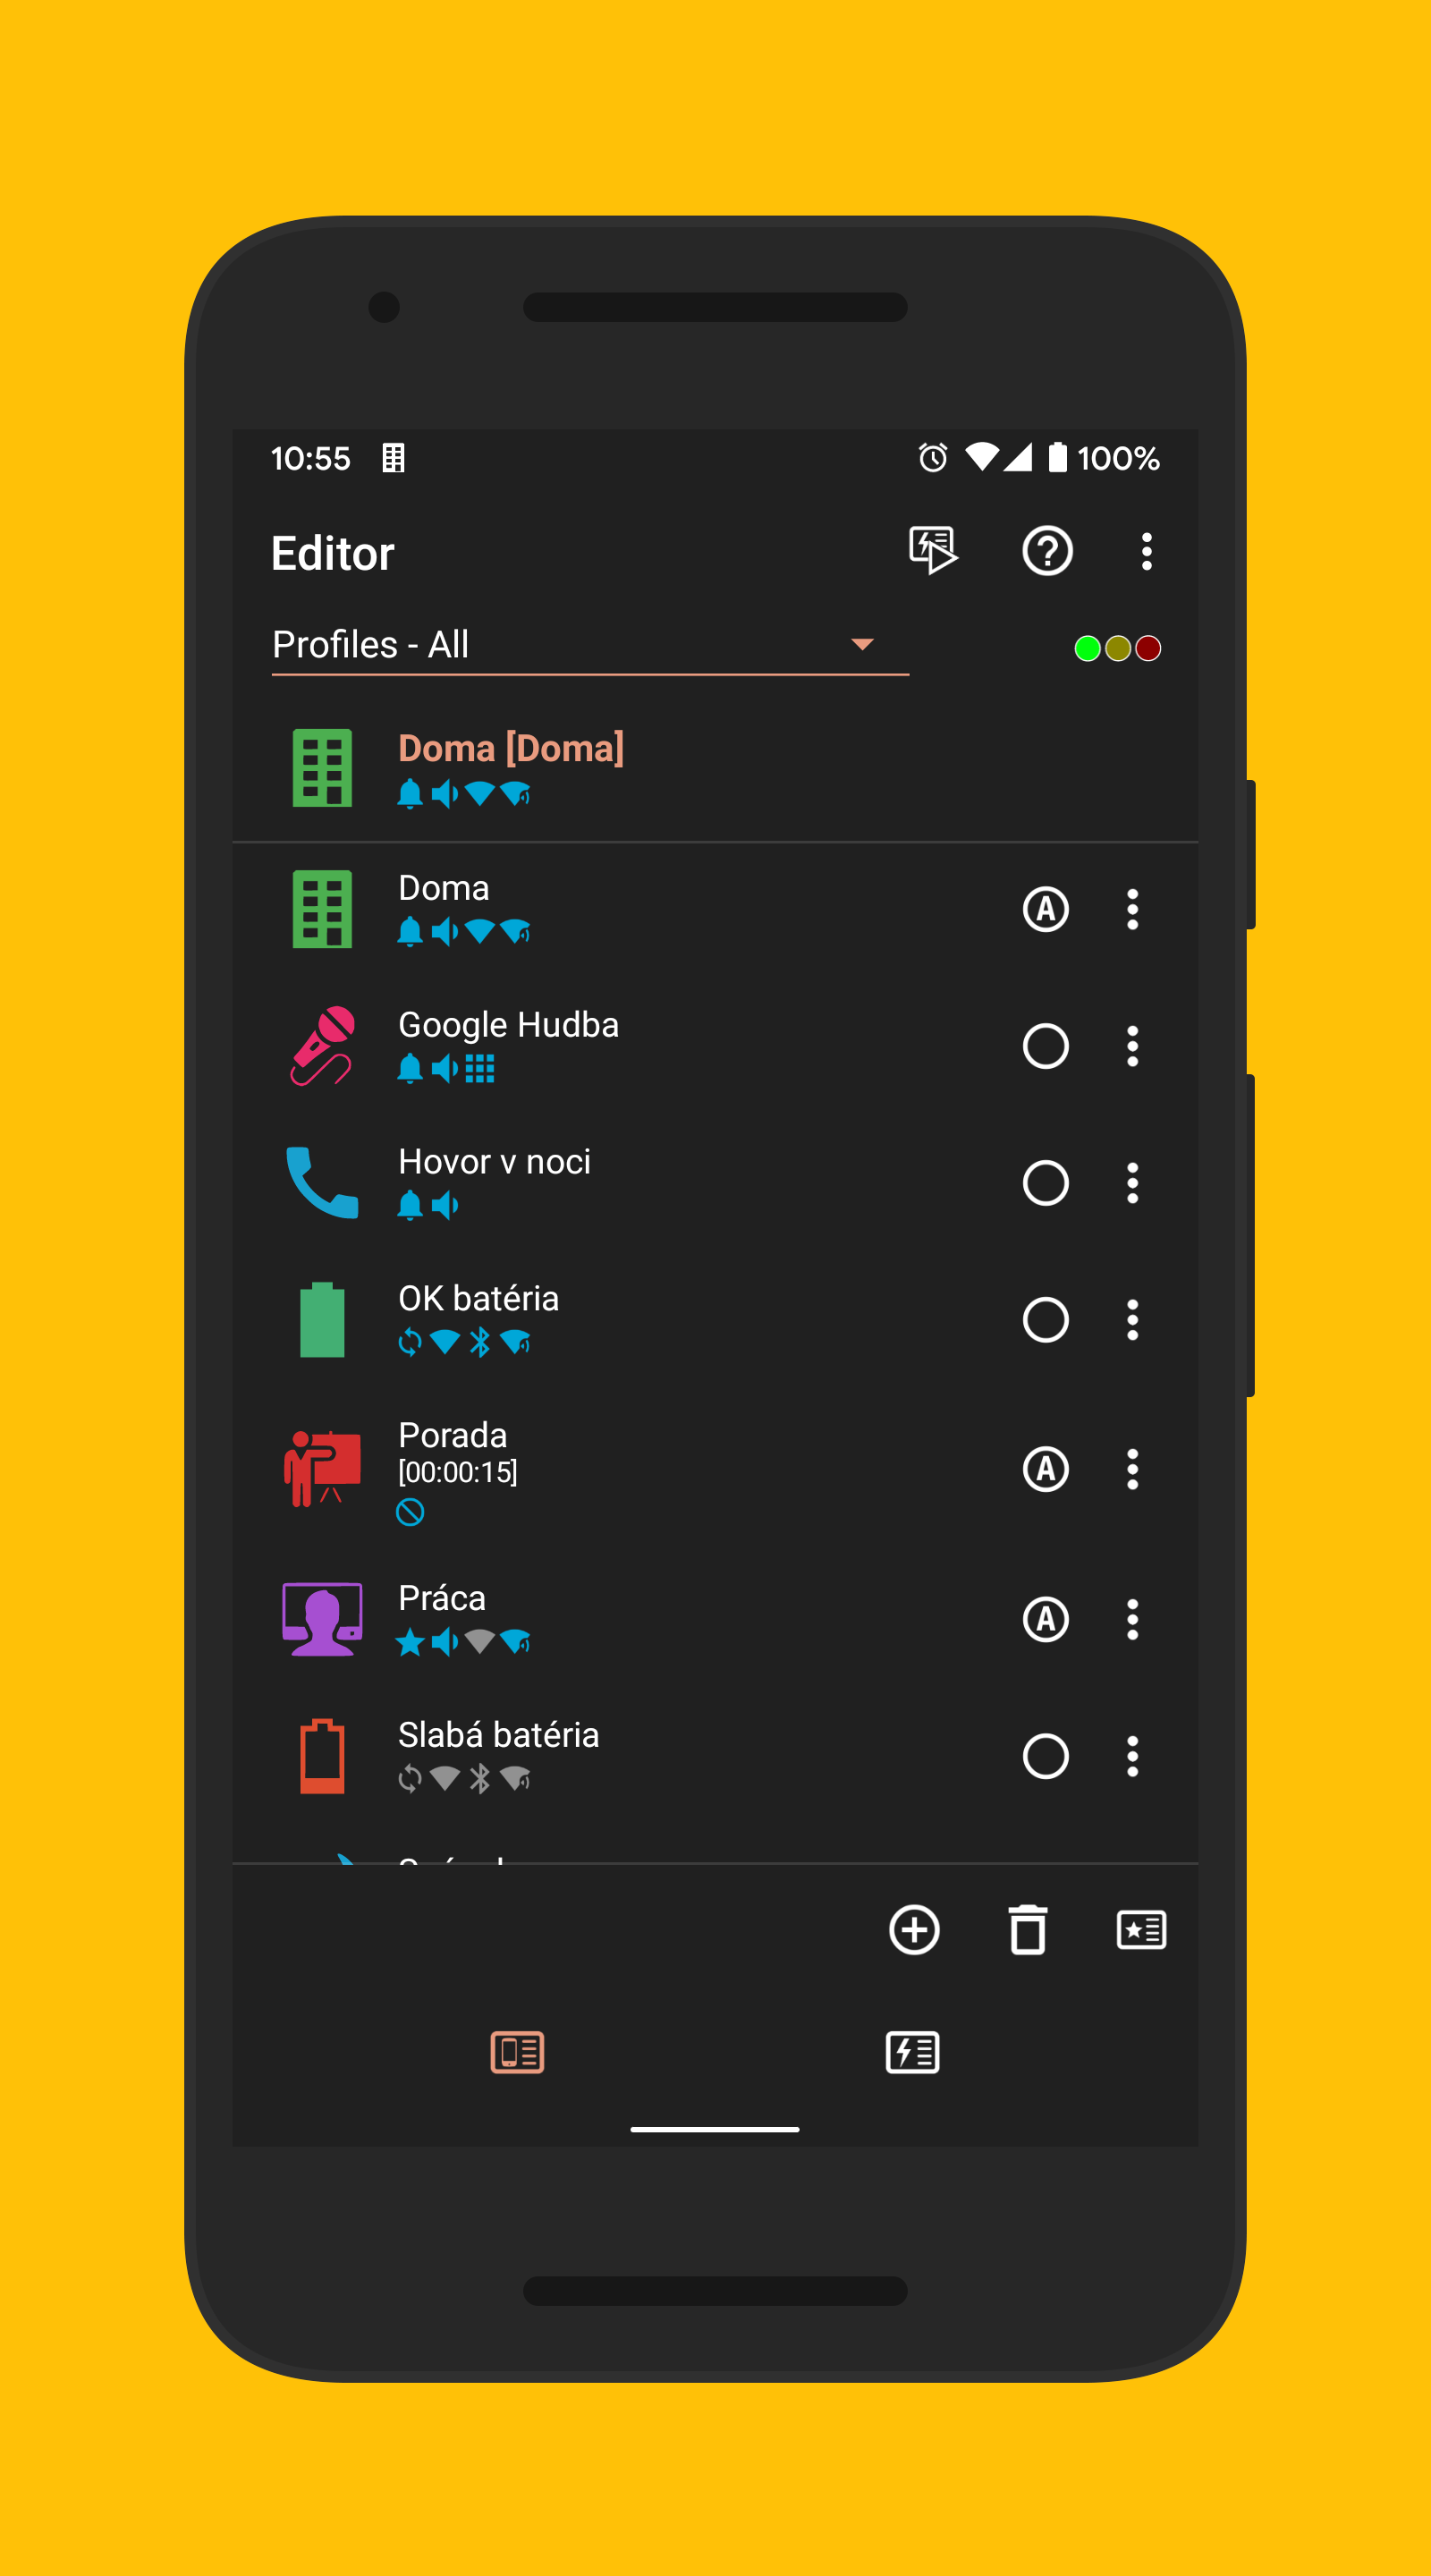 10:55
100%
Editor
Profiles - All
Doma [Doma]
Doma
A
Google Hudba
Hovor v noci
OK batéria
Porada
[00:00:15]
A
Práca
A
Slabá batéria